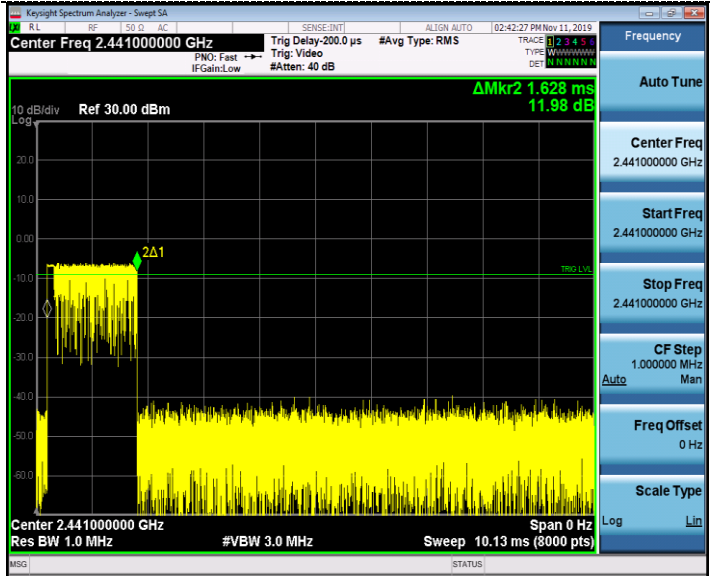 Keysight Spectrum Analyzer - Swept SA
RL RF 50 Ω AC SENSE:INT ALIGN AUTO 02:42:27 PM Nov 11, 2019
Center Freq 2.441000000 GHz
PNO: Fast
IFGain:Low
Trig Delay-200.0 µs
Trig: Video
#Atten: 40 dB
#Avg Type: RMS
TRACE 1 2 3 4 5 6
TYPE WWWWWW
DET N N N N N N
ΔMkr2 1.628 ms
11.98 dB
10 dB/div Ref 30.00 dBm
Log
20.0
10.0
0.00
-10.0
-20.0
-30.0
-40.0
-50.0
-60.0
2Δ1
TRIG LVL
Center 2.441000000 GHz Span 0 Hz
Res BW 1.0 MHz #VBW 3.0 MHz Sweep 10.13 ms (8000 pts)
MSG STATUS
Frequency
Auto Tune
Center Freq
2.441000000 GHz
Start Freq
2.441000000 GHz
Stop Freq
2.441000000 GHz
CF Step
1.000000 MHz
Auto Man
Freq Offset
0 Hz
Scale Type
Log Lin